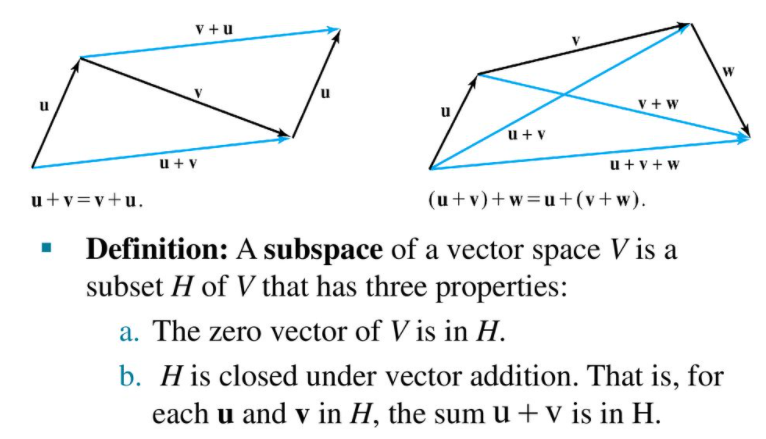 v + u
u
v
u
u + v
u + v = v + u.
v
w
u
v + w
u + v
u + v + w
(u + v) + w = u + (v + w).
▪ Definition: A subspace of a vector space V is a
subset H of V that has three properties:
a. The zero vector of V is in H.
b. H is closed under vector addition. That is, for
each u and v in H, the sum u + v is in H.